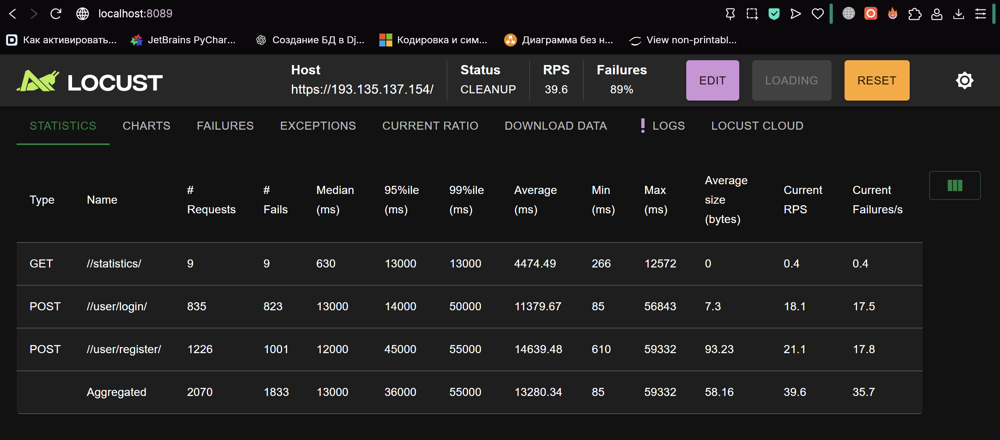 localhost:8089
Как активировать... JetBrains PyChar... Создание БД в Dj... Кодировка и сим... Диаграмма без н... View non-printabl...
LOCUST
Host
https://193.135.137.154/
Status
CLEANUP
RPS
39.6
Failures
89%
EDIT
LOADING
RESET
STATISTICS CHARTS FAILURES EXCEPTIONS CURRENT RATIO DOWNLOAD DATA LOGS LOCUST CLOUD
Type Name # Requests # Fails Median (ms) 95%ile (ms) 99%ile (ms) Average (ms) Min (ms) Max (ms) Average size (bytes) Current RPS Current Failures/s
GET //statistics/ 9 9 630 13000 13000 4474.49 266 12572 0 0.4 0.4
POST //user/login/ 835 823 13000 14000 50000 11379.67 85 56843 7.3 18.1 17.5
POST //user/register/ 1226 1001 12000 45000 55000 14639.48 610 59332 93.23 21.1 17.8
Aggregated 2070 1833 13000 36000 55000 13280.34 85 59332 58.16 39.6 35.7